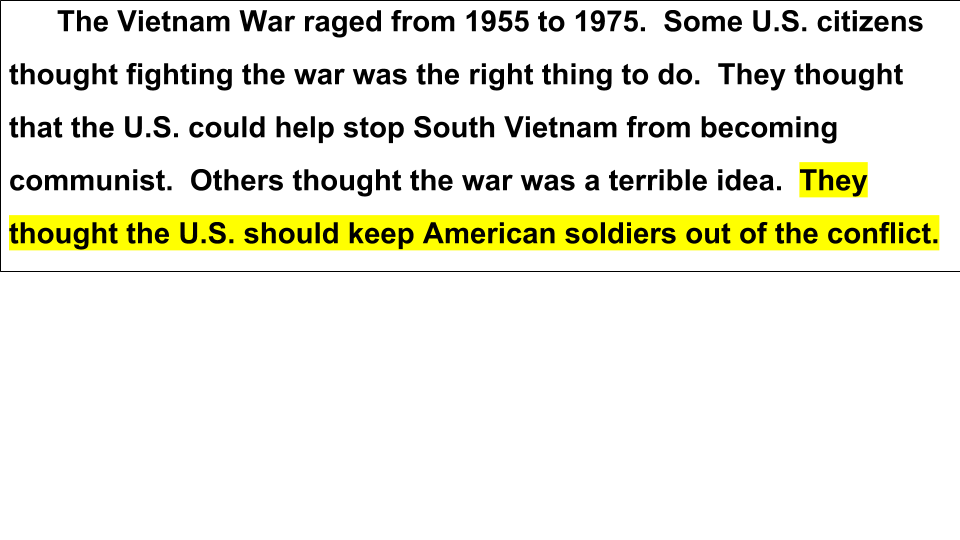 The Vietnam War raged from 1955 to 1975.  Some U.S. citizens
thought fighting the war was the right thing to do.  They thought
that the U.S. could help stop South Vietnam from becoming
communist.  Others thought the war was a terrible idea.  They
thought the U.S. should keep American soldiers out of the conflict.